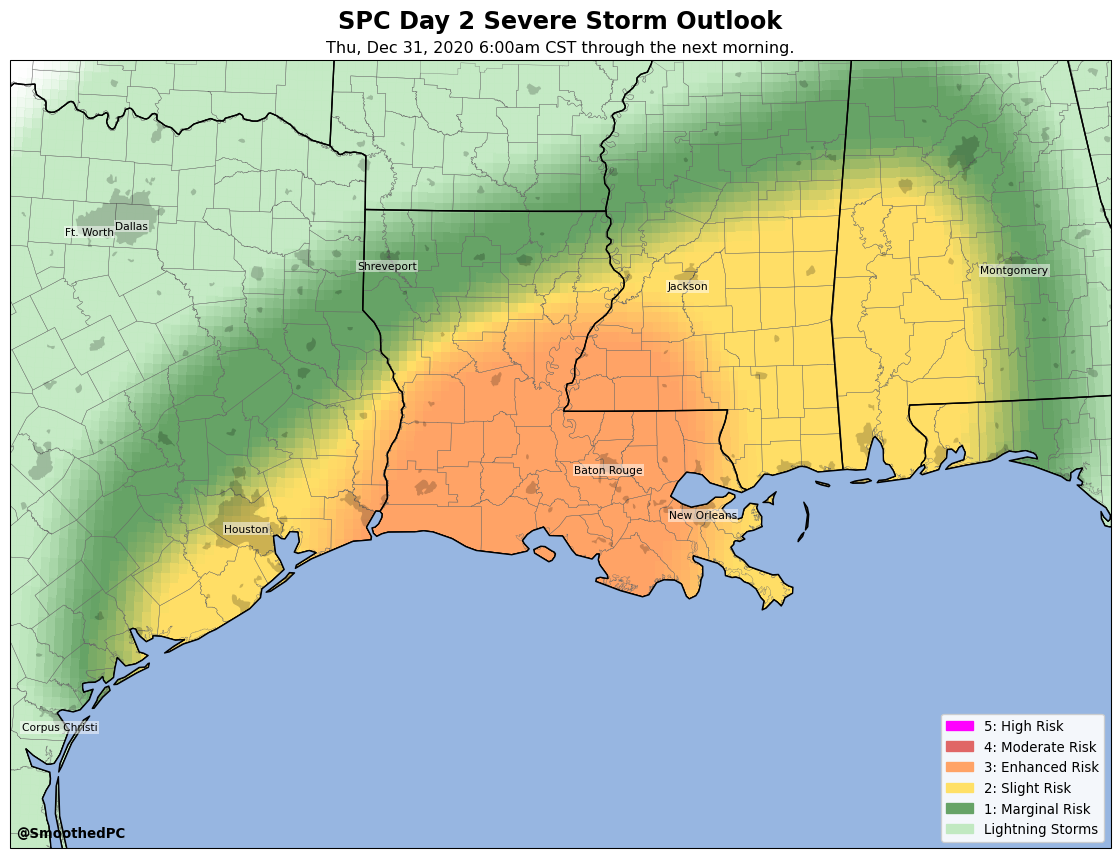 SPC Day 2 Severe Storm Outlook
Thu, Dec 31, 2020 6:00am CST through the next morning.
Ft. Worth
Dallas
Shreveport
Jackson
Montgomery
Baton Rouge
New Orleans
Houston
Corpus Christi
5: High Risk
4: Moderate Risk
3: Enhanced Risk
2: Slight Risk
1: Marginal Risk
Lightning Storms
@SmoothedPC